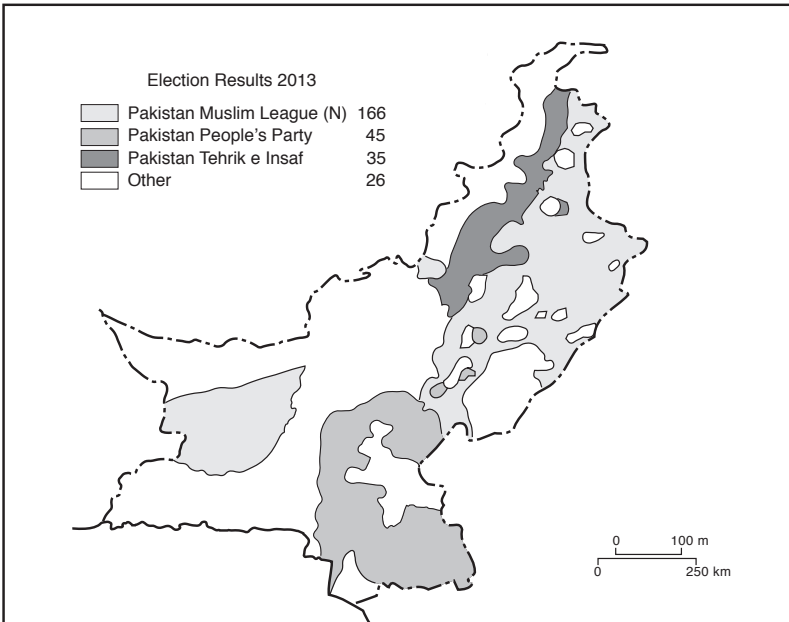 Election Results 2013
Pakistan Muslim League (N) 166
Pakistan People's Party 45
Pakistan Tehrik e Insaf 35
Other 26
0 100 m
0 250 km